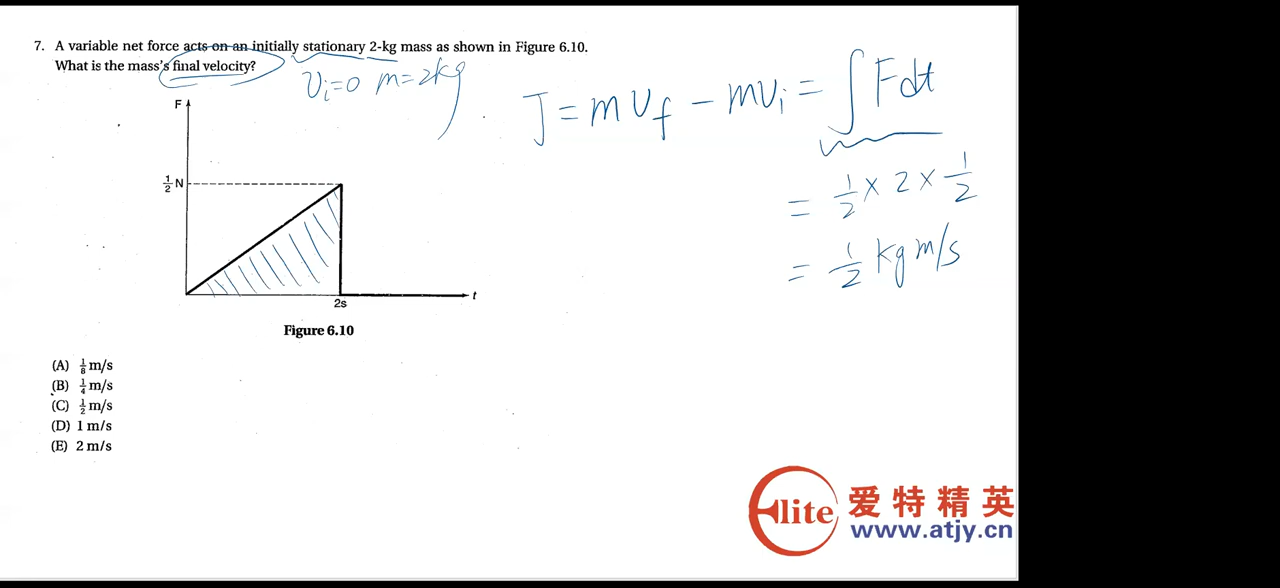 7. A variable net force acts on an initially stationary 2-kg mass as shown in Figure 6.10.
What is the mass's final velocity?
Vi=0 m=2kg
J = mVf - mVi = ∫Fdt
= 1/2 × 2 × 1/2
= 1/2 kg m/s
F
1/2 N
2s
t
Figure 6.10
(A) 1/8 m/s
(B) 1/4 m/s
(C) 1/2 m/s
(D) 1 m/s
(E) 2 m/s
Elite 爱特精英
www.atjy.cn